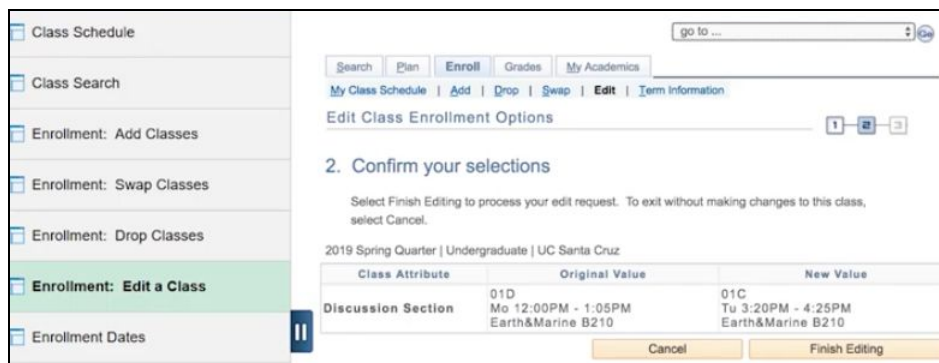 Class Schedule
Class Search
Enrollment: Add Classes
Enrollment: Swap Classes
Enrollment: Drop Classes
Enrollment: Edit a Class
Enrollment Dates
go to ...
Go
Search Plan Enroll Grades My Academics
My Class Schedule | Add | Drop | Swap | Edit | Term Information
Edit Class Enrollment Options
1 2 3
2. Confirm your selections
Select Finish Editing to process your edit request. To exit without making changes to this class,
select Cancel.
2019 Spring Quarter | Undergraduate | UC Santa Cruz
Class Attribute Original Value New Value
Discussion Section
01D
Mo 12:00PM - 1:05PM
Earth&Marine B210
01C
Tu 3:20PM - 4:25PM
Earth&Marine B210
Cancel Finish Editing